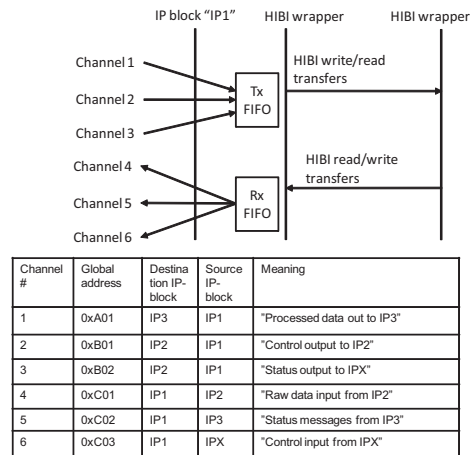 IP block “IP1” HIBI wrapper HIBI wrapper
Channel 1
Channel 2
Channel 3
Channel 4
Channel 5
Channel 6
Tx
FIFO
HIBI write/read
transfers
Rx
FIFO
HIBI read/write
transfers
Channel
#
Global
address
Destina
tion IP-
block
Source
IP-
block
Meaning
1 0xA01 IP3 IP1 "Processed data out to IP3"
2 0xB01 IP2 IP1 "Control output to IP2"
3 0xB02 IP2 IP1 "Status output to IPX"
4 0xC01 IP1 IP2 "Raw data input from IP2"
5 0xC02 IP1 IP3 "Status messages from IP3"
6 0xC03 IP1 IPX "Control input from IPX"